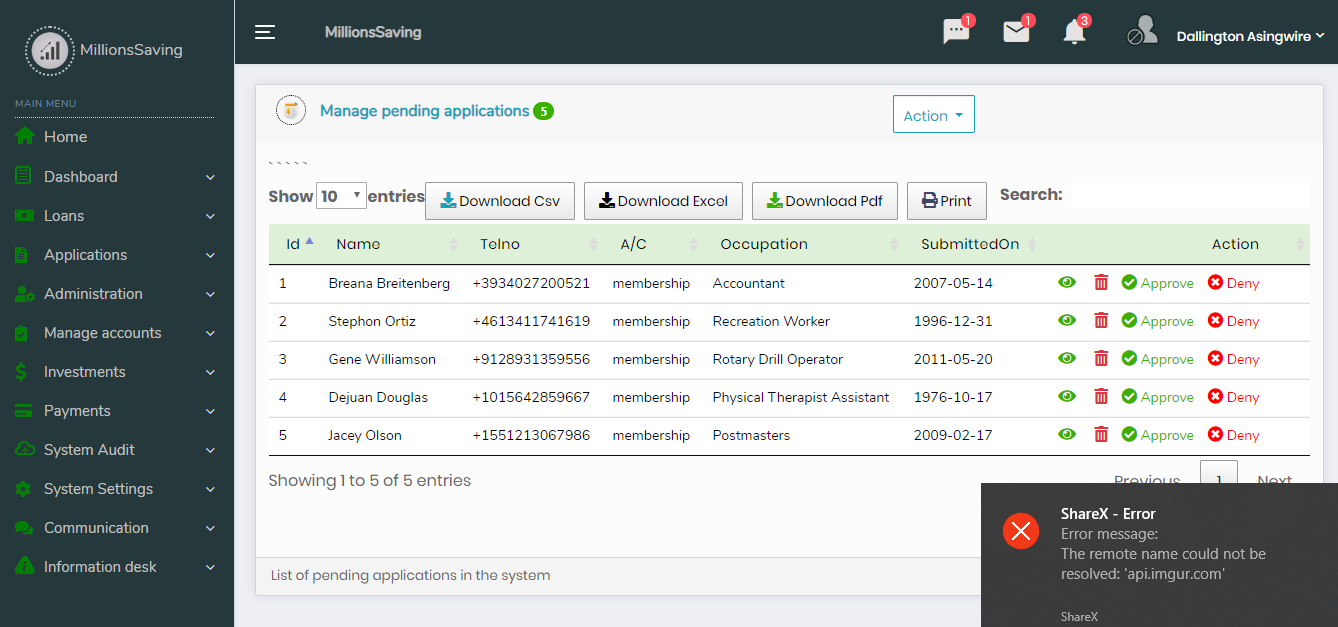 MillionsSaving
MAIN MENU
Home
Dashboard
Loans
Applications
Administration
Manage accounts
Investments
Payments
System Audit
System Settings
Communication
Information desk
MillionsSaving
1 1 3
Dallington Asingwire
Manage pending applications 5
Action
` ` ` ` `
Show 10 entries Download Csv Download Excel Download Pdf Print Search:
Id Name Telno A/C Occupation SubmittedOn Action
1 Breana Breitenberg +3934027200521 membership Accountant 2007-05-14 Approve Deny
2 Stephon Ortiz +4613411741619 membership Recreation Worker 1996-12-31 Approve Deny
3 Gene Williamson +9128931359556 membership Rotary Drill Operator 2011-05-20 Approve Deny
4 Dejuan Douglas +1015642859667 membership Physical Therapist Assistant 1976-10-17 Approve Deny
5 Jacey Olson +1551213067986 membership Postmasters 2009-02-17 Approve Deny
Showing 1 to 5 of 5 entries
Previous 1 Next
List of pending applications in the system
ShareX - Error
Error message:
The remote name could not be
resolved: 'api.imgur.com'
ShareX